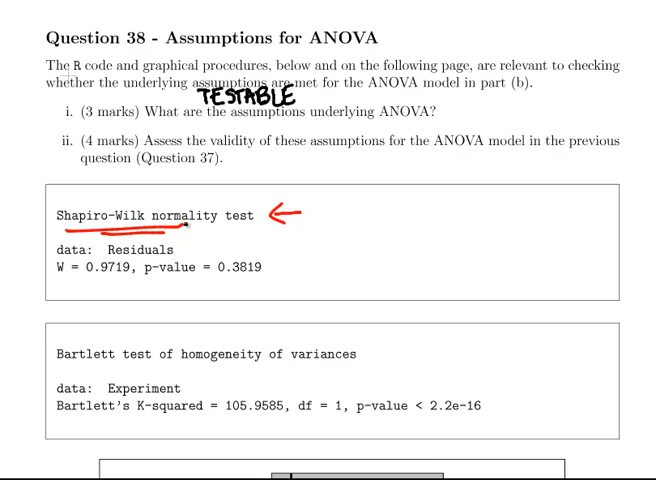 Question 38 - Assumptions for ANOVA
The R code and graphical procedures, below and on the following page, are relevant to checking
whether the underlying assumptions are met for the ANOVA model in part (b).
TESTABLE
i. (3 marks) What are the assumptions underlying ANOVA?
ii. (4 marks) Assess the validity of these assumptions for the ANOVA model in the previous
question (Question 37).
Shapiro-Wilk normality test
data: Residuals
W = 0.9719, p-value = 0.3819
Bartlett test of homogeneity of variances
data: Experiment
Bartlett's K-squared = 105.9585, df = 1, p-value < 2.2e-16